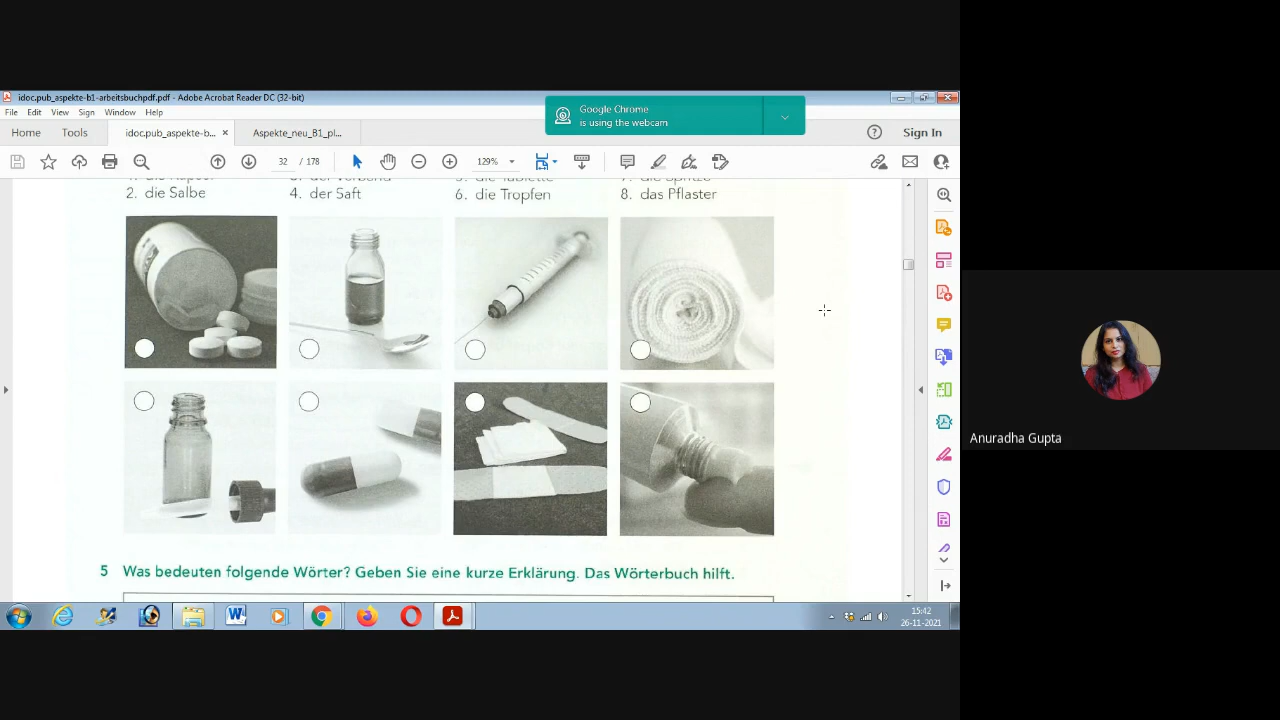 idoc.pub_aspekte-b1-arbeitsbuchpdf.pdf - Adobe Acrobat Reader DC (32-bit)
Google Chrome
is using the webcam
File Edit View Sign Window Help
Home Tools idoc.pub_aspekte-b... × Aspekte_neu_B1_pl... Sign In
32 / 178 129%
2. die Salbe 4. der Saft 6. die Tropfen 8. das Pflaster
5 Was bedeuten folgende Wörter? Geben Sie eine kurze Erklärung. Das Wörterbuch hilft.
15:42
26-11-2021
Anuradha Gupta